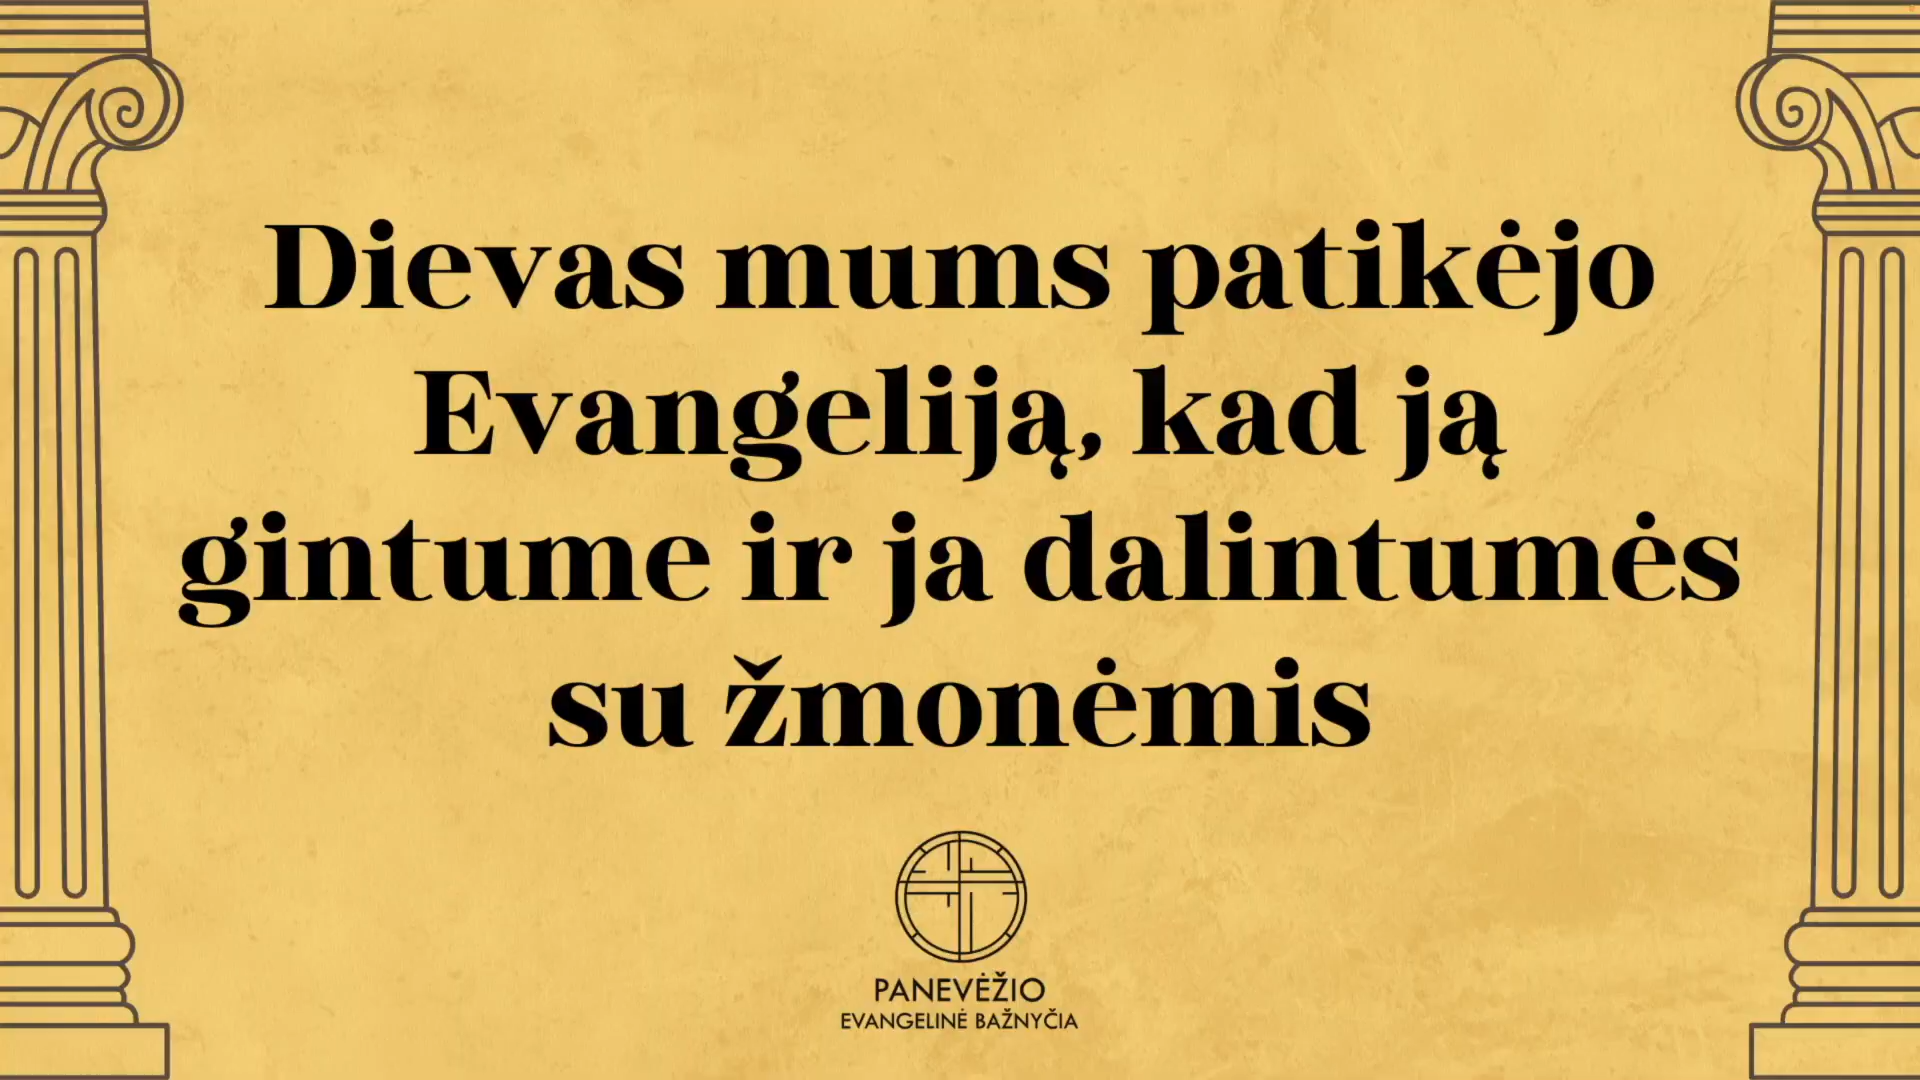 Dievas mums patikėjo
Evangeliją, kad ją
gintume ir ja dalintumės
su žmonėmis
PANEVĖŽIO
EVANGELINĖ BAŽNYČIA